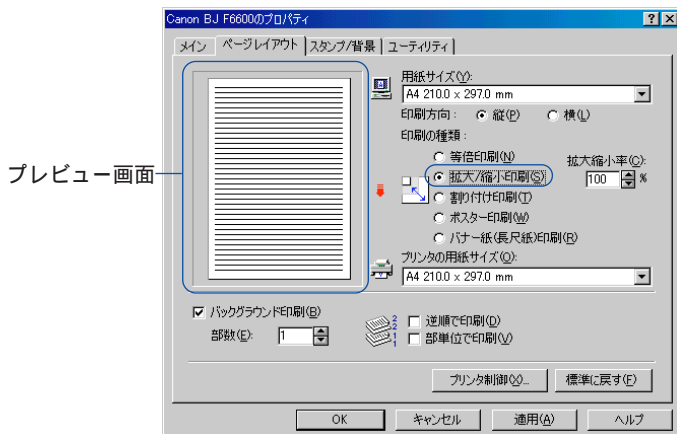 Canon BJ F6600のプロパティ
メイン ページレイアウト スタンプ/背景 ユーティリティ
プレビュー画面
用紙サイズ(Y):
A4 210.0 x 297.0 mm
印刷方向: 縦(P) 横(L)
印刷の種類:
等倍印刷(N)
拡大/縮小印刷(S)
割り付け印刷(T)
ポスター印刷(W)
バナー紙(長尺紙)印刷(R)
拡大縮小率(C):
100 %
プリンタの用紙サイズ(O):
A4 210.0 x 297.0 mm
バックグラウンド印刷(B)
部数(E): 1
2 2 1 1
逆順で印刷(D)
部単位で印刷(V)
プリンタ制御(X)... 標準に戻す(F)
OK キャンセル 適用(A) ヘルプ